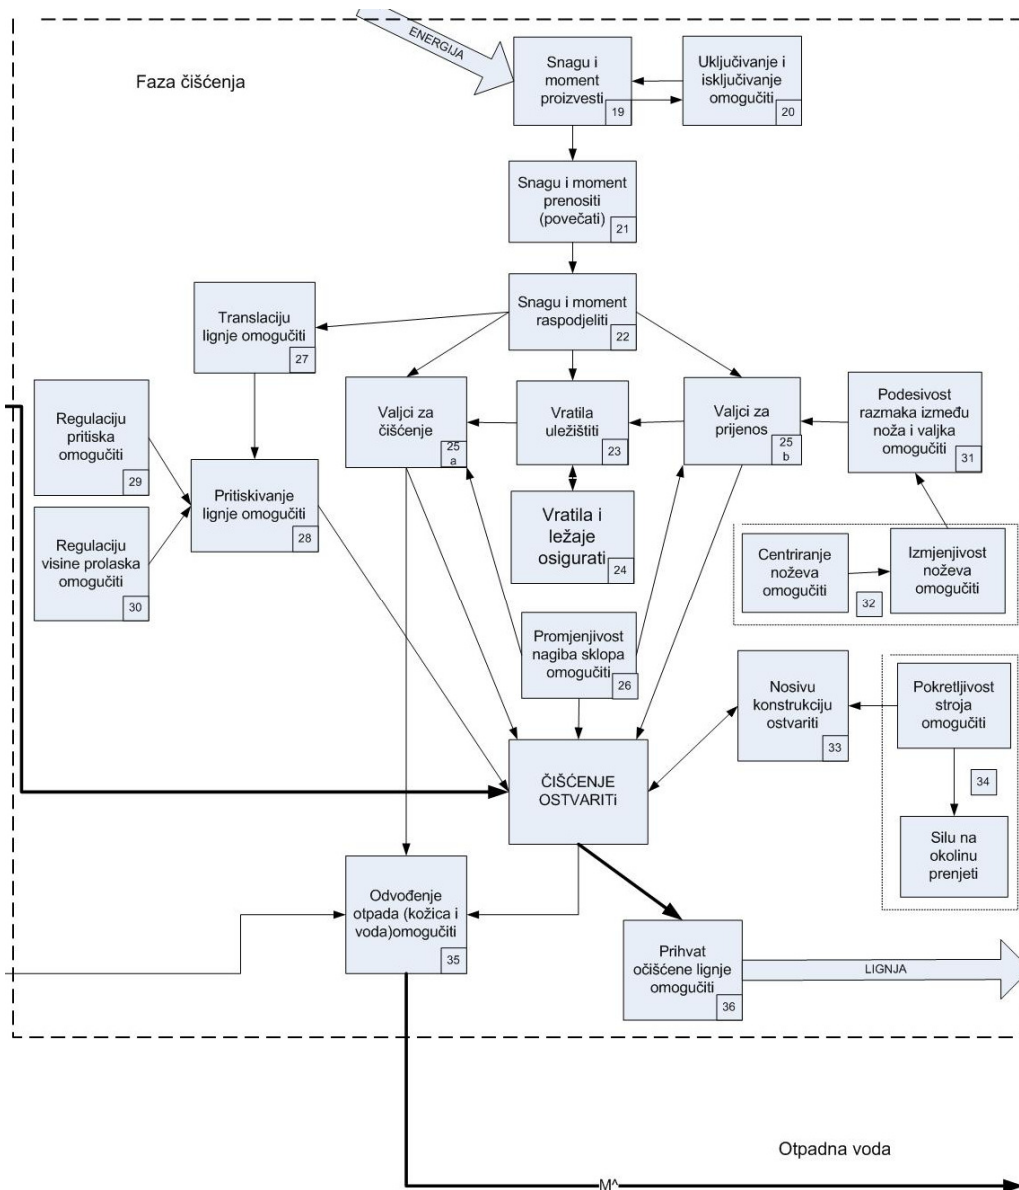 ENERGIJA
Faza čišćenja
Snagu i
moment
proizvesti
19
Uključivanje i
isključivanje
omogučiti
20
Snagu i moment
prenositi
(povečati)
21
Snagu i moment
raspodjeliti
22
Translaciju
lignje omogučiti
27
Regulaciju
pritiska
omogučiti
29
Valjci za
čišćenje
25
a
Vratila
uležištiti
23
Valjci za
prijenos
25
b
Podesivost
razmaka između
noža i valjka
omogučiti
31
Pritiskivanje
lignje omogučiti
28
Regulaciju
visine prolaska
omogučiti
30
Vratila i
ležaje
osigurati
24
Centriranje
noževa
omogučiti
32
Izmjenjivost
noževa
omogučiti
Promjenjivost
nagiba sklopa
omogučiti
26
Nosivu
konstrukciju
ostvariti
33
Pokretljivost
stroja
omogučiti
34
Silu na
okolinu
prenjeti
ČIŠĆENJE
OSTVARITi
Odvođenje
otpada (kožica i
voda)omogučiti
35
Prihvat
očišćene lignje
omogučiti
36
LIGNJA
Otpadna voda
M^